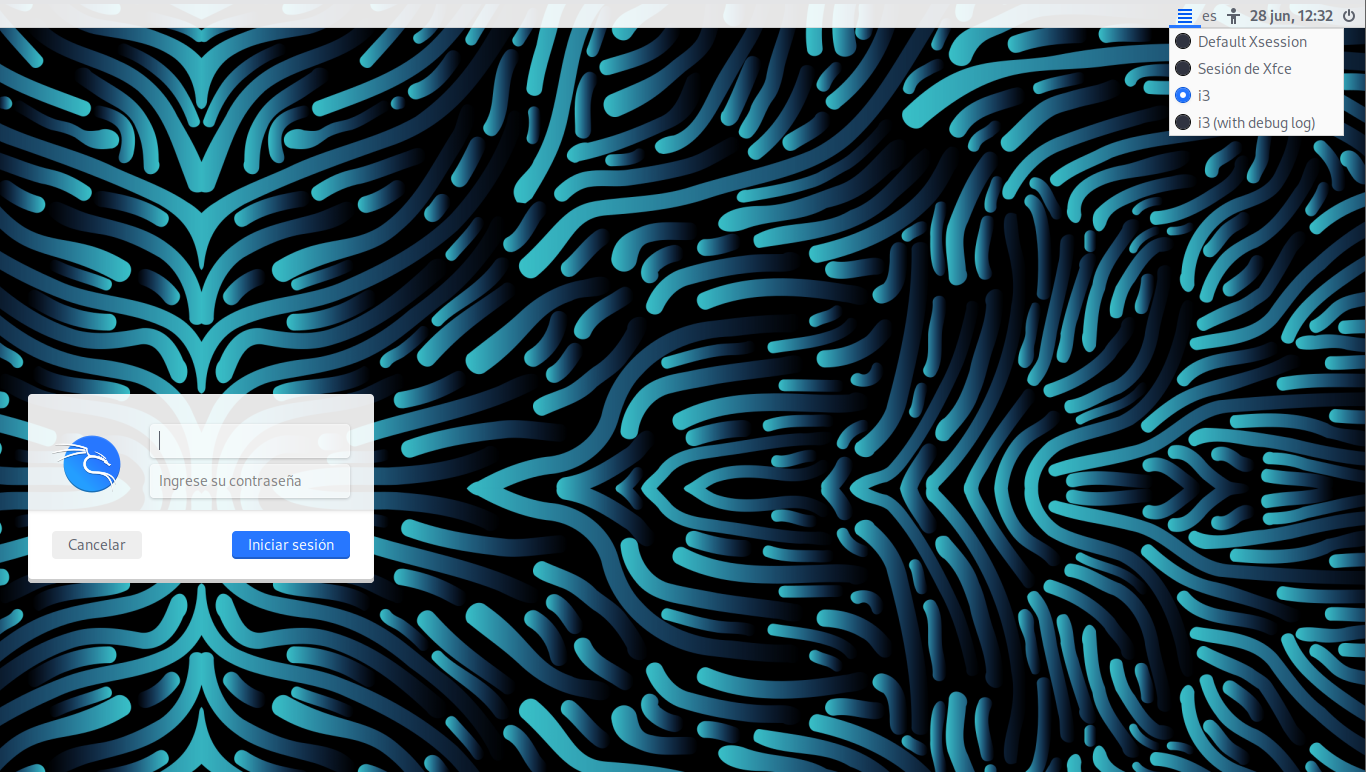 es 28 jun, 12:32
Default Xsession
Sesión de Xfce
i3
i3 (with debug log)
Ingrese su contraseña
Cancelar Iniciar sesión